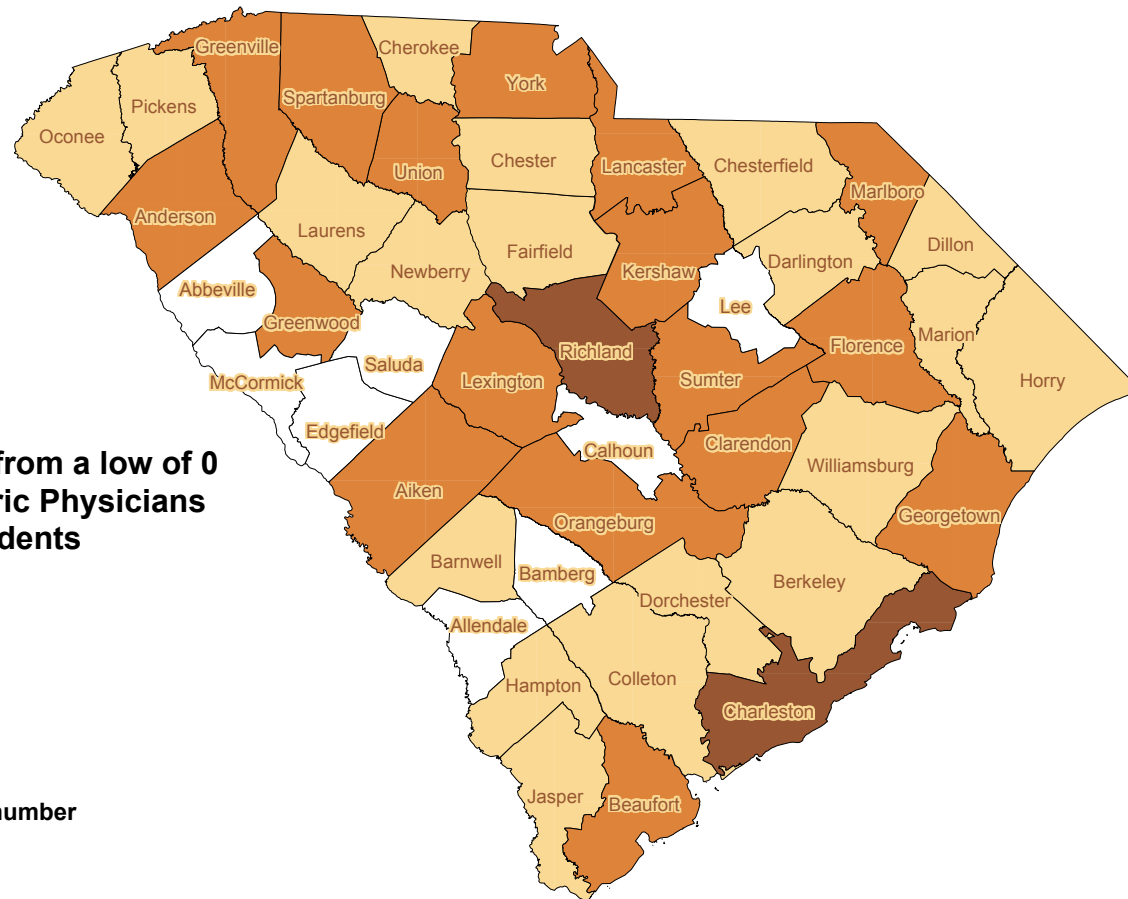 Greenville
Cherokee
York
Pickens
Spartanburg
Oconee
Union
Chester
Lancaster
Chesterfield
Marlboro
Anderson
Laurens
Fairfield
Dillon
Newberry
Kershaw
Darlington
Abbeville
Greenwood
Lee
Saluda
Richland
Florence
Marion
McCormick
Lexington
Sumter
Horry
Edgefield
Calhoun
Clarendon
Williamsburg
from a low of 0
ric Physicians
dents
Aiken
Orangeburg
Georgetown
Barnwell
Bamberg
Berkeley
Dorchester
Allendale
Hampton
Colleton
Charleston
Jasper
Beaufort
number